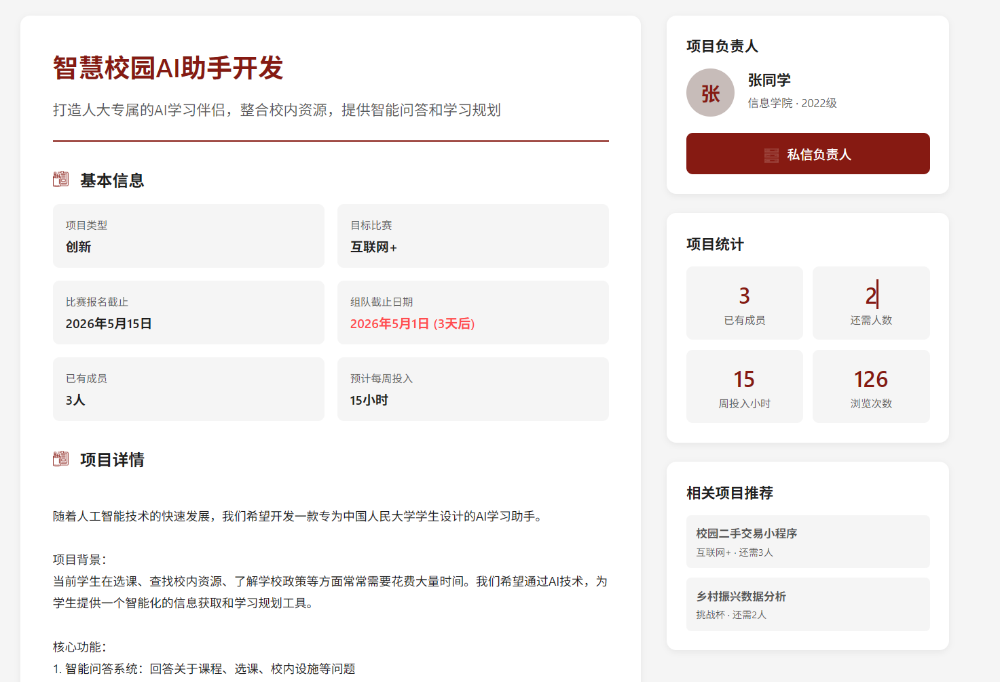 智慧校园AI助手开发
打造人大专属的AI学习伴侣，整合校内资源，提供智能问答和学习规划
基本信息
项目类型
创新
目标比赛
互联网+
比赛报名截止
2026年5月15日
组队截止日期
2026年5月1日 (3天后)
已有成员
3人
预计每周投入
15小时
项目详情
随着人工智能技术的快速发展，我们希望开发一款专为中国人民大学学生设计的AI学习助手。
项目背景：
当前学生在选课、查找校内资源、了解学校政策等方面常常需要花费大量时间。我们希望通过AI技术，为
学生提供一个智能化的信息获取和学习规划工具。
核心功能：
1. 智能问答系统：回答关于课程、选课、校内设施等问题
项目负责人
张
张同学
信息学院 · 2022级
私信负责人
项目统计
3
已有成员
2
还需人数
15
周投入小时
126
浏览次数
相关项目推荐
校园二手交易小程序
互联网+ · 还需3人
乡村振兴数据分析
挑战杯 · 还需2人